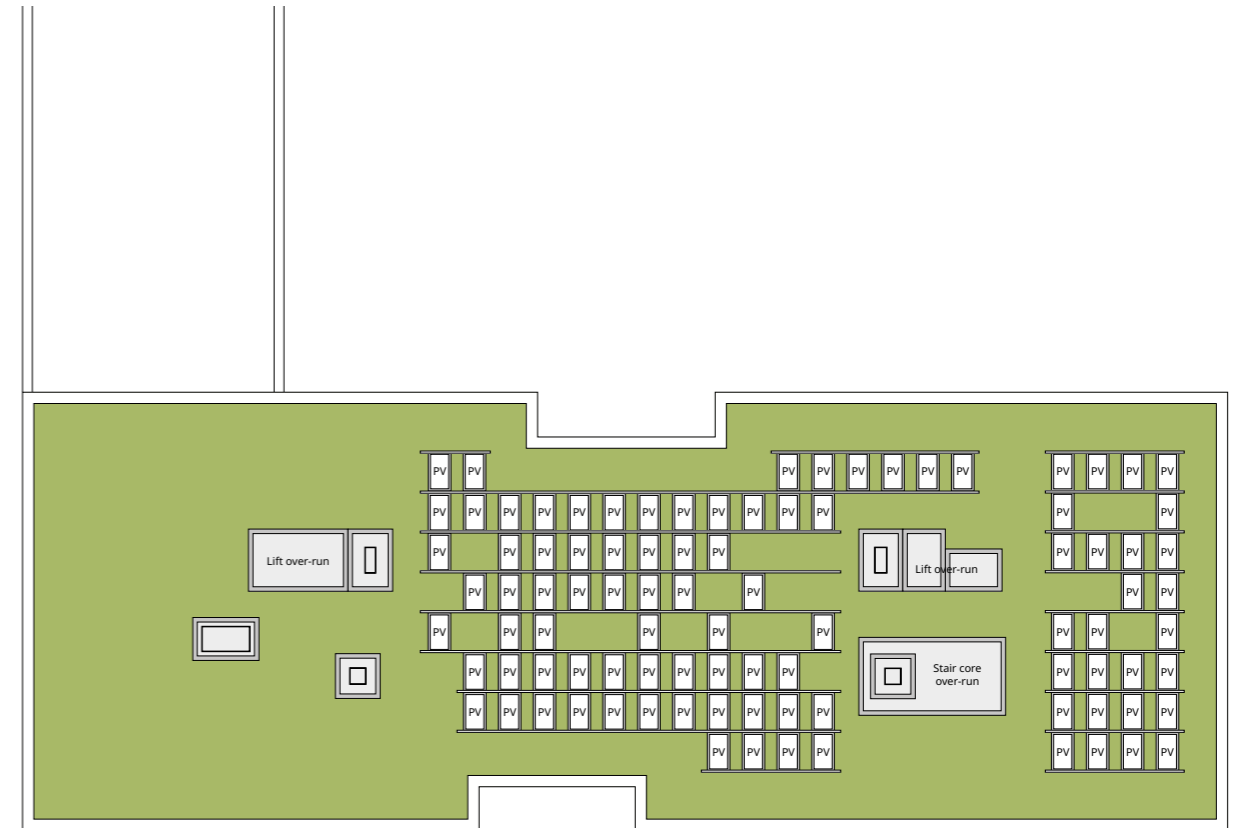 PV PV PV PV PV PV PV PV PV PV PV PV
PV PV PV PV PV PV PV PV PV PV PV PV PV PV
PV PV PV PV PV PV PV PV PV PV PV PV
Lift over-run
Lift over-run
PV PV PV PV PV PV PV PV PV PV
PV PV PV PV PV PV PV PV PV
Stair core
over-run
PV PV PV PV PV PV PV PV PV PV PV PV PV PV
PV PV PV PV PV PV PV PV PV PV PV PV PV PV PV
PV PV PV PV PV PV PV PV